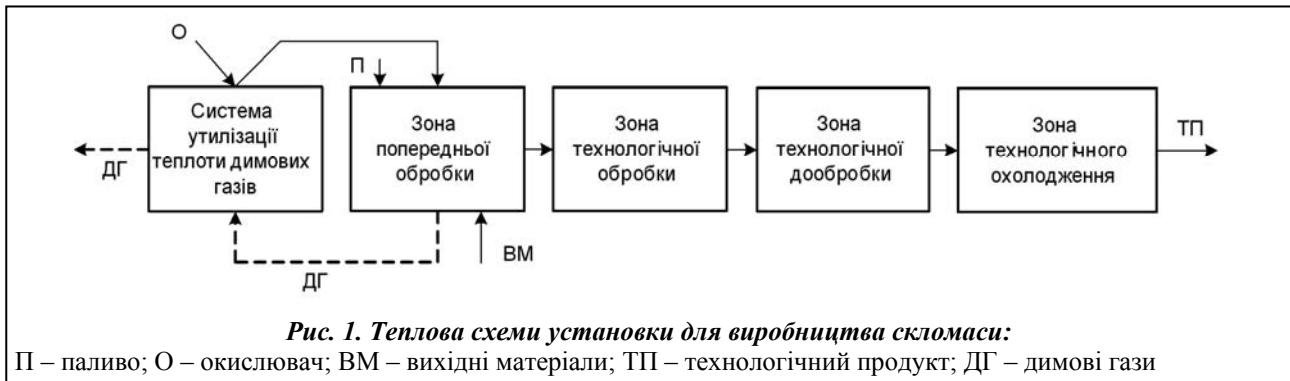 О
П
Система
утилізації
теплоти димових
газів
Зона
попередньої
обробки
Зона
технологічної
обробки
Зона
технологічної
дообробки
Зона
технологічного
охолодження
ТП
ДГ
ДГ
ВМ
Рис. 1. Теплова схеми установки для виробництва скломаси:
П – паливо; О – окислювач; ВМ – вихідні матеріали; ТП – технологічний продукт; ДГ – димові гази